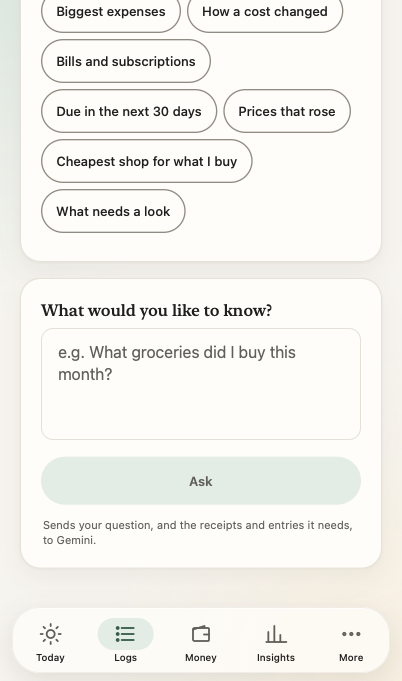 Biggest expenses
How a cost changed
Bills and subscriptions
Due in the next 30 days
Prices that rose
Cheapest shop for what I buy
What needs a look
What would you like to know?
e.g. What groceries did I buy this
month?
Ask
Sends your question, and the receipts and entries it needs,
to Gemini.
Today
Logs
Money
Insights
More